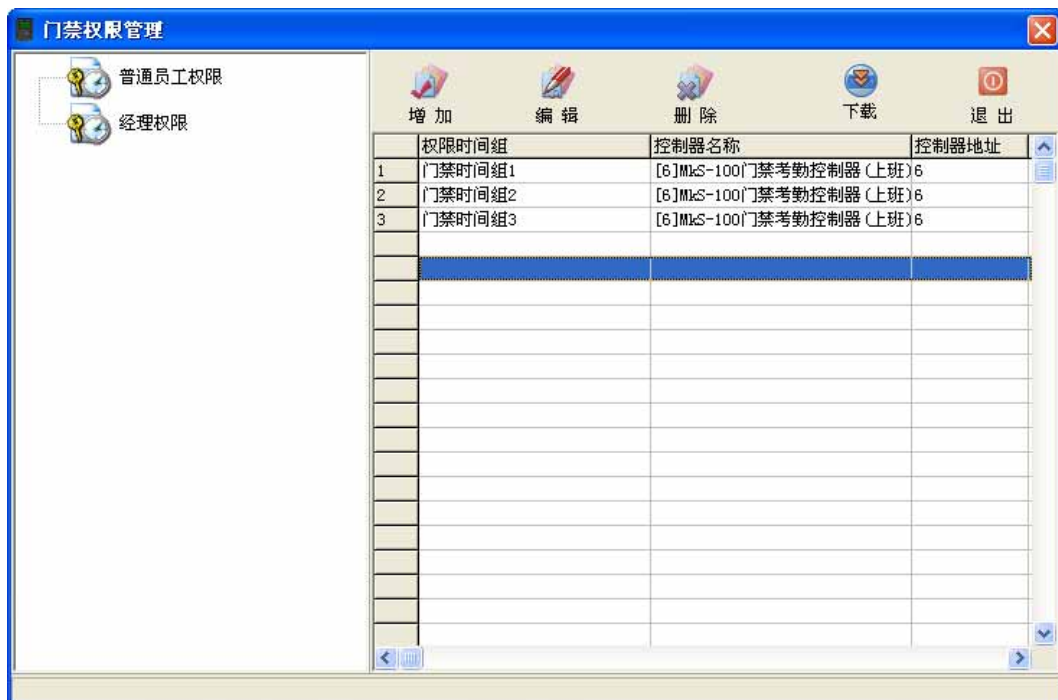 门禁权限管理
普通员工权限
经理权限
增 加 编 辑 删 除 下载 退 出
权限时间组 控制器名称 控制器地址
1 门禁时间组1 [6]MkS-100门禁考勤控制器(上班) 6
2 门禁时间组2 [6]MkS-100门禁考勤控制器(上班) 6
3 门禁时间组3 [6]MkS-100门禁考勤控制器(上班) 6